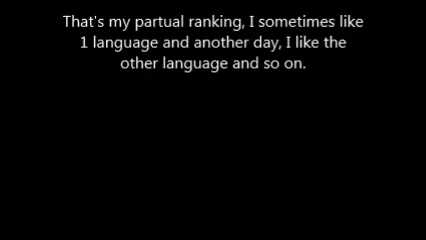 That's my partual ranking, I sometimes like
1 language and another day, I like the
other language and so on.